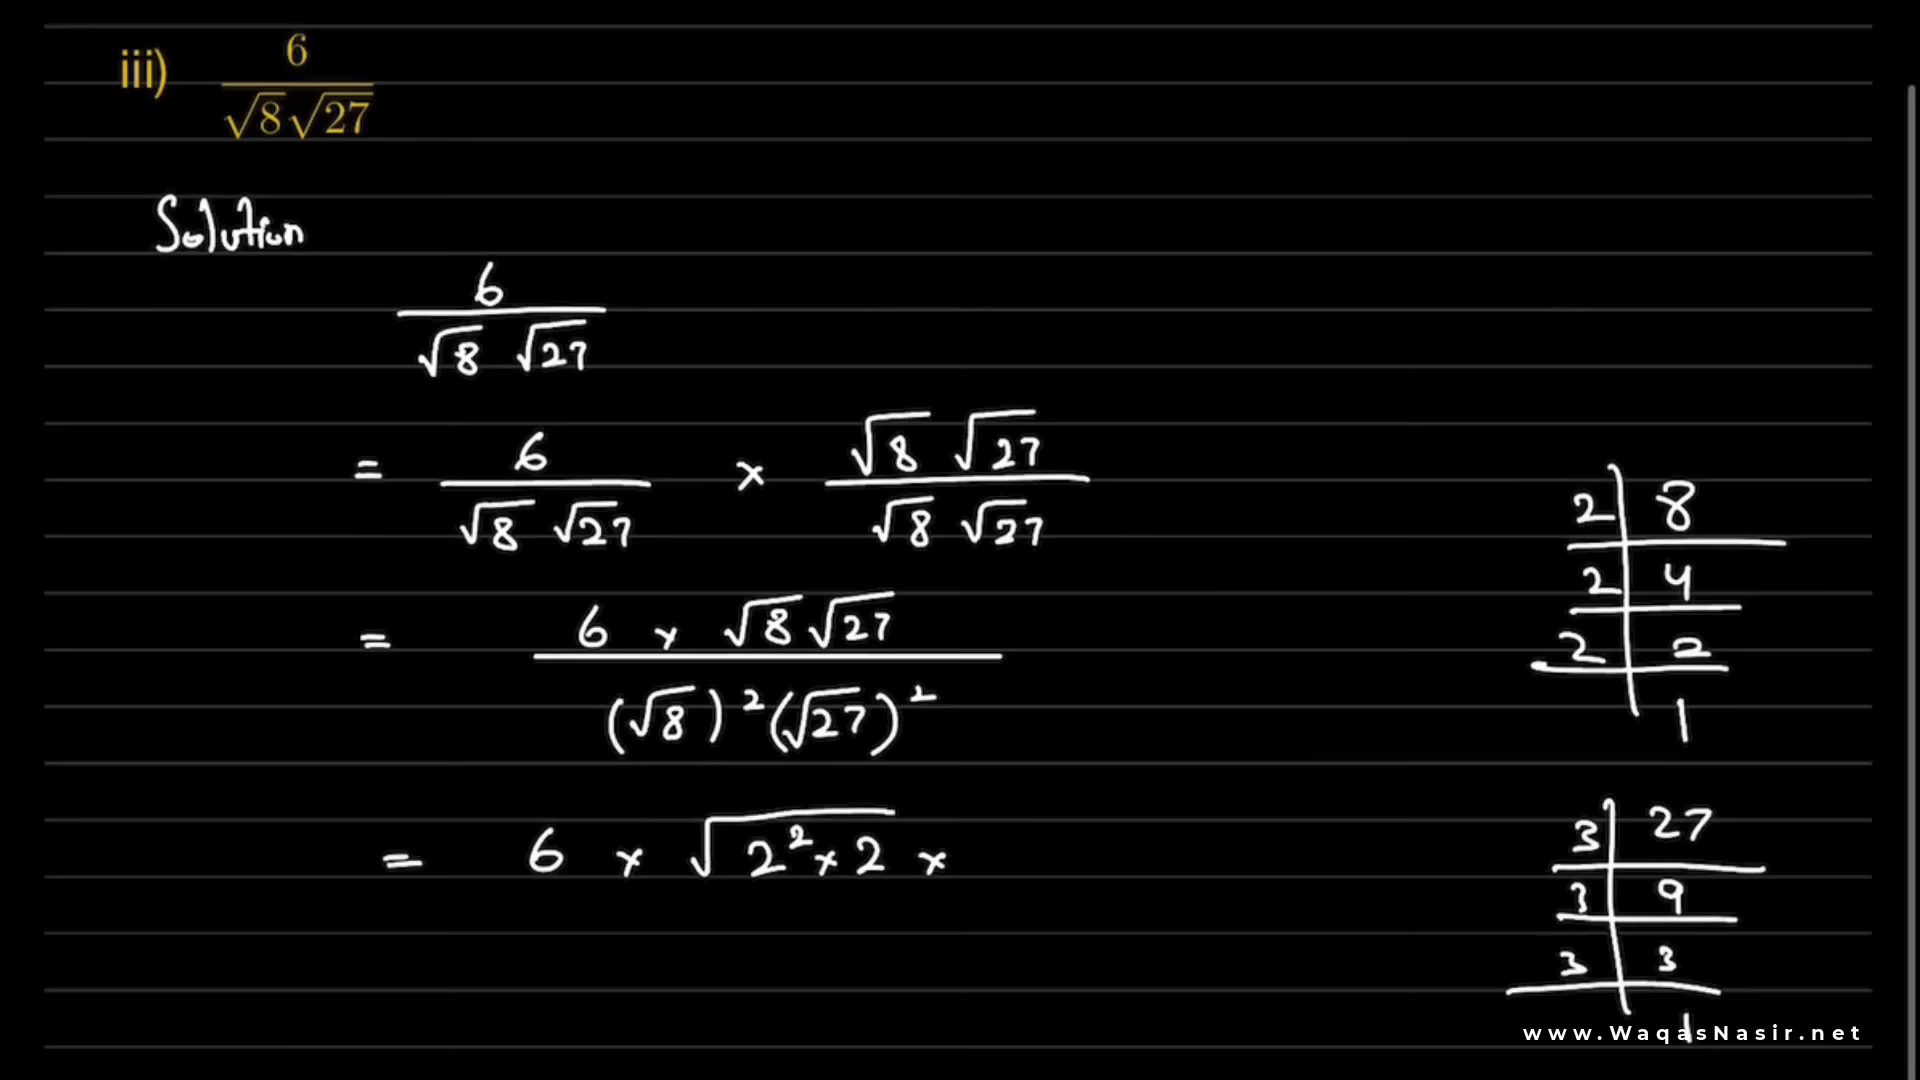 iii) 6 / √8√27
Solution
6 / √8 √27
= 6 / √8 √27 × √8 √27 / √8 √27
= 6 × √8 √27 / (√8)² (√27)²
= 6 × √2² × 2 ×
2 | 8
2 | 4
2 | 2
1
3 | 27
3 | 9
3 | 3
1
www.WaqasNasir.net